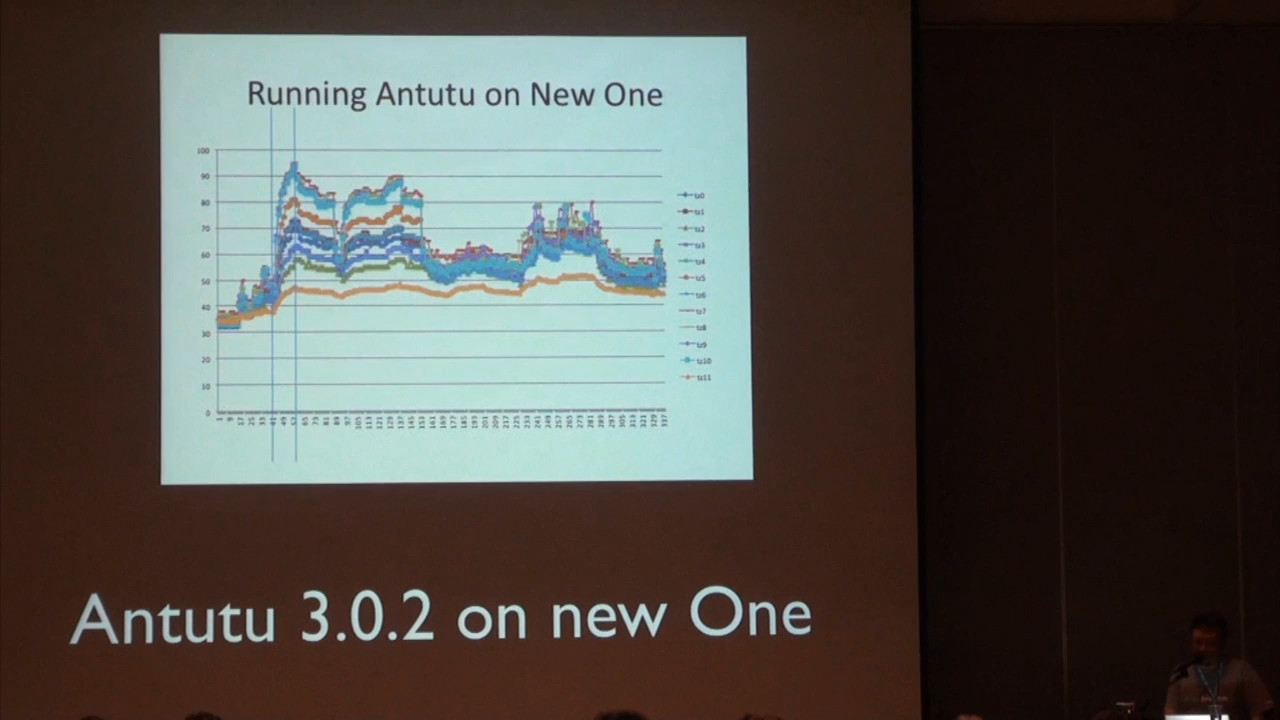 Running Antutu on New One
100
90
80
70
60
50
40
30
20
10
0
tz0
tz1
tz2
tz3
tz4
tz5
tz6
tz7
tz8
tz9
tz10
tz11
Antutu 3.0.2 on new One